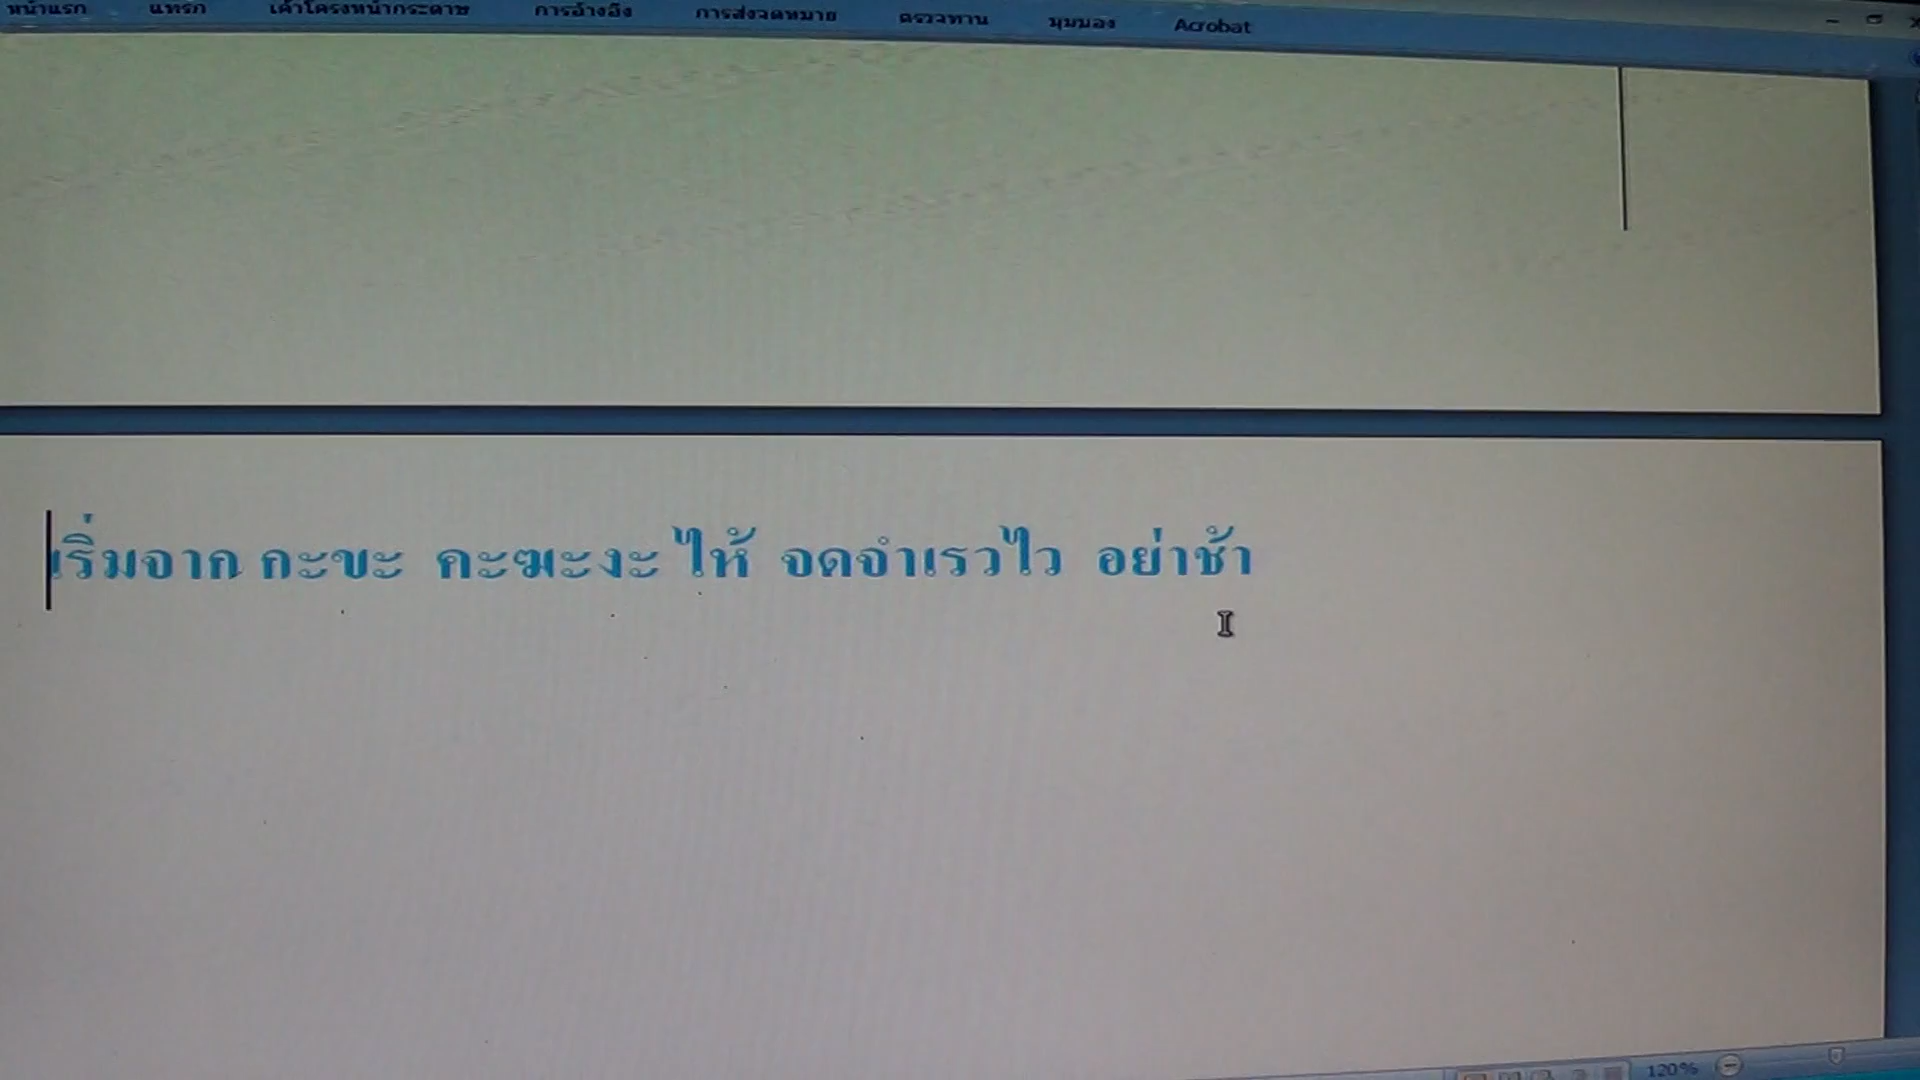 หน้าแรก แทรก เค้าโครงหน้ากระดาษ การอ้างอิง การส่งจดหมาย ตรวจทาน มุมมอง Acrobat
เริ่มจาก กะขะ คะฆะงะ ไห้ จดจำเรวไว อย่าช้า
120%